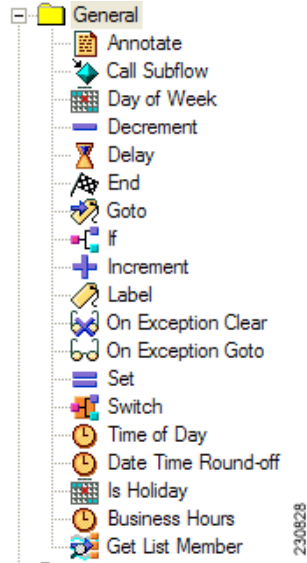 General
Annotate
Call Subflow
Day of Week
Decrement
Delay
End
Goto
If
Increment
Label
On Exception Clear
On Exception Goto
Set
Switch
Time of Day
Date Time Round-off
Is Holiday
Business Hours
Get List Member
230828